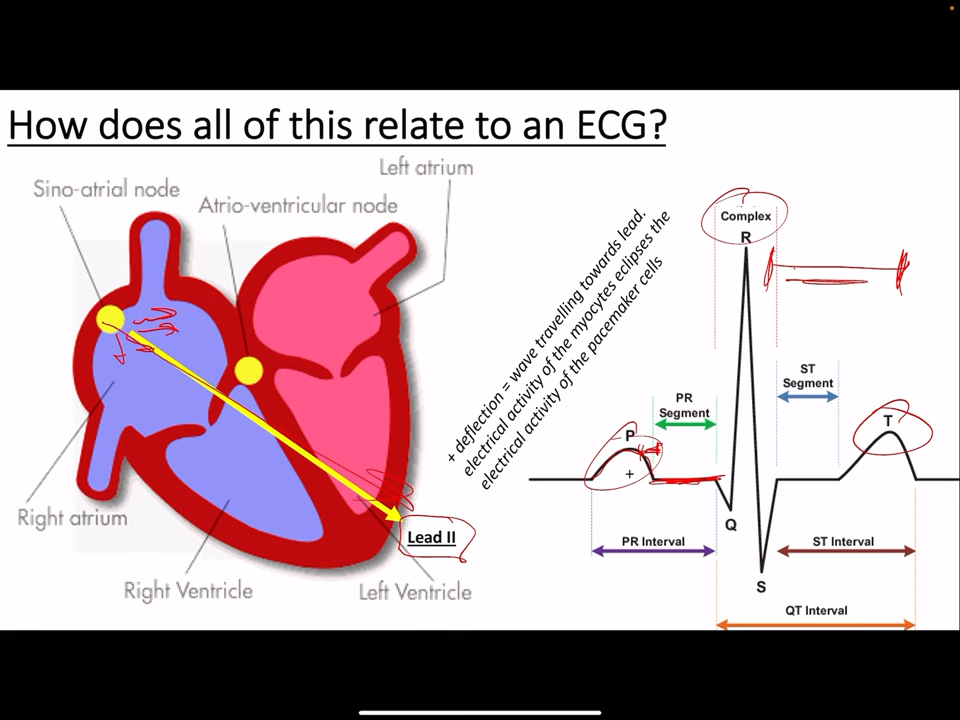 How does all of this relate to an ECG?
Left atrium
Sino-atrial node
Atrio-ventricular node
Right atrium
Right Ventricle
Left Ventricle
Lead II
+ deflection = wave travelling towards lead.
electrical activity of the myocytes eclipses the
electrical activity of the pacemaker cells
Complex
R
ST
Segment
PR
Segment
P
+
T
Q
S
PR Interval
ST Interval
QT Interval